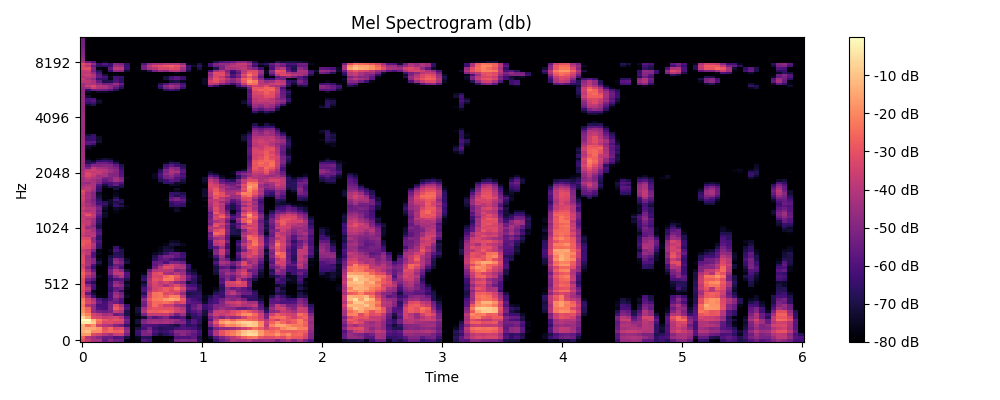 Mel Spectrogram (db)
Hz
8192
4096
2048
1024
512
0
0 1 2 3 4 5 6
Time
-10 dB
-20 dB
-30 dB
-40 dB
-50 dB
-60 dB
-70 dB
-80 dB